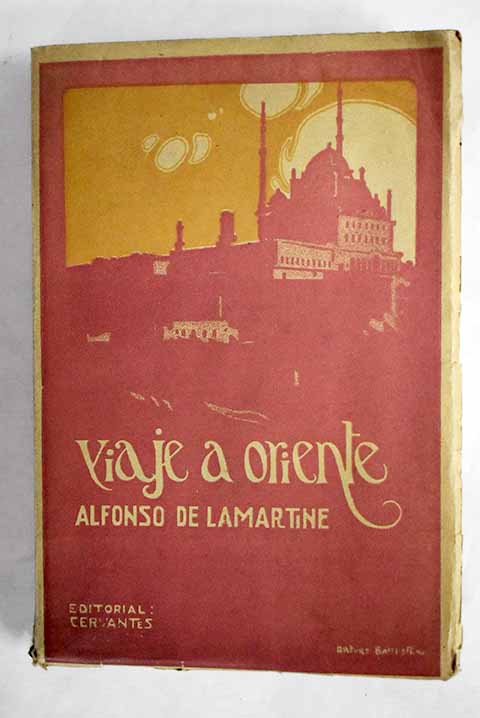 Viaje a oriente
ALFONSO DE LAMARTINE
EDITORIAL:
CERVANTES